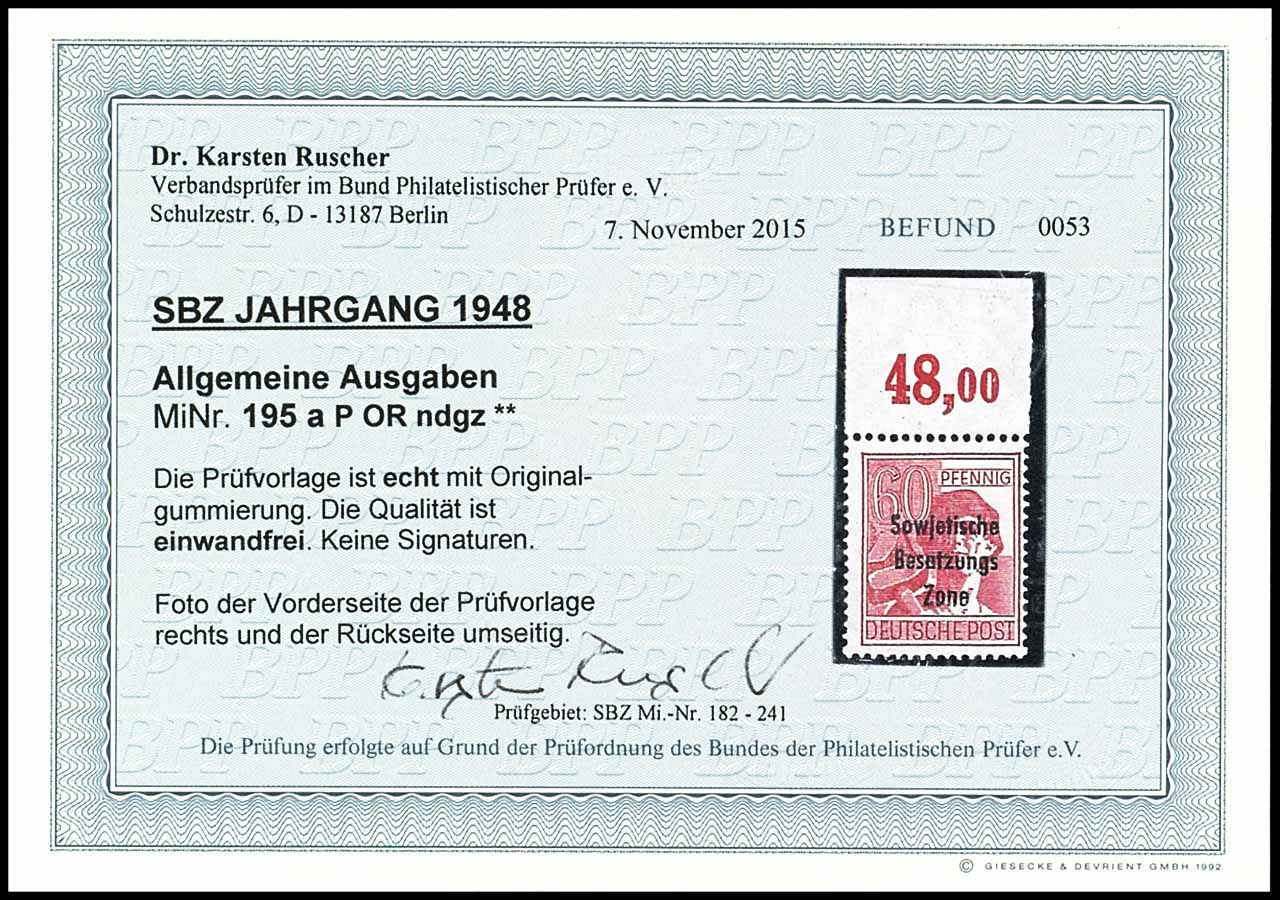 Dr. Karsten Ruscher
Verbandsprüfer im Bund Philatelistischer Prüfer e. V.
Schulzestr. 6, D - 13187 Berlin
7. November 2015 BEFUND 0053
SBZ JAHRGANG 1948
Allgemeine Ausgaben
MiNr. 195 a P OR ndgz **
Die Prüfvorlage ist echt mit Original-
gummierung. Die Qualität ist
einwandfrei. Keine Signaturen.
Foto der Vorderseite der Prüfvorlage
rechts und der Rückseite umseitig.
48,00
60 PFENNIG
Sowjetische
Besatzungs
Zone
DEUTSCHE POST
Karsten Ruscher
Prüfgebiet: SBZ Mi.-Nr. 182 - 241
Die Prüfung erfolgte auf Grund der Prüfordnung des Bundes der Philatelistischen Prüfer e.V.
© GIESECKE & DEVRIENT GMBH 1992